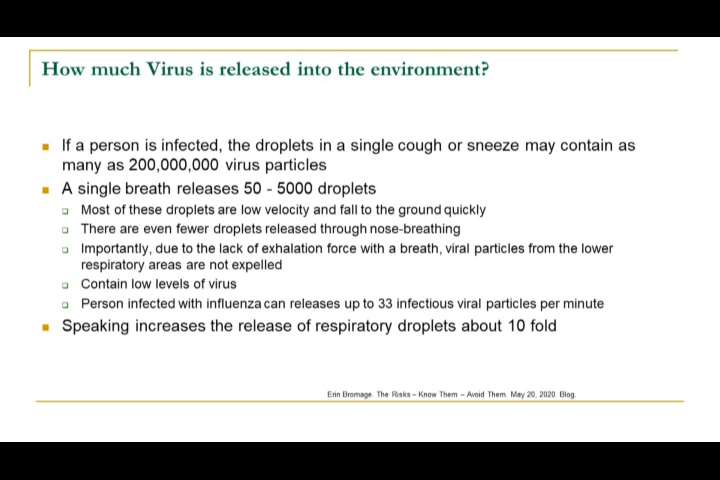 How much Virus is released into the environment?
If a person is infected, the droplets in a single cough or sneeze may contain as
many as 200,000,000 virus particles
A single breath releases 50 - 5000 droplets
Most of these droplets are low velocity and fall to the ground quickly
There are even fewer droplets released through nose-breathing
Importantly, due to the lack of exhalation force with a breath, viral particles from the lower
respiratory areas are not expelled
Contain low levels of virus
Person infected with influenza can releases up to 33 infectious viral particles per minute
Speaking increases the release of respiratory droplets about 10 fold
Erin Bromage. The Risks – Know Them – Avoid Them. May 20, 2020. Blog.